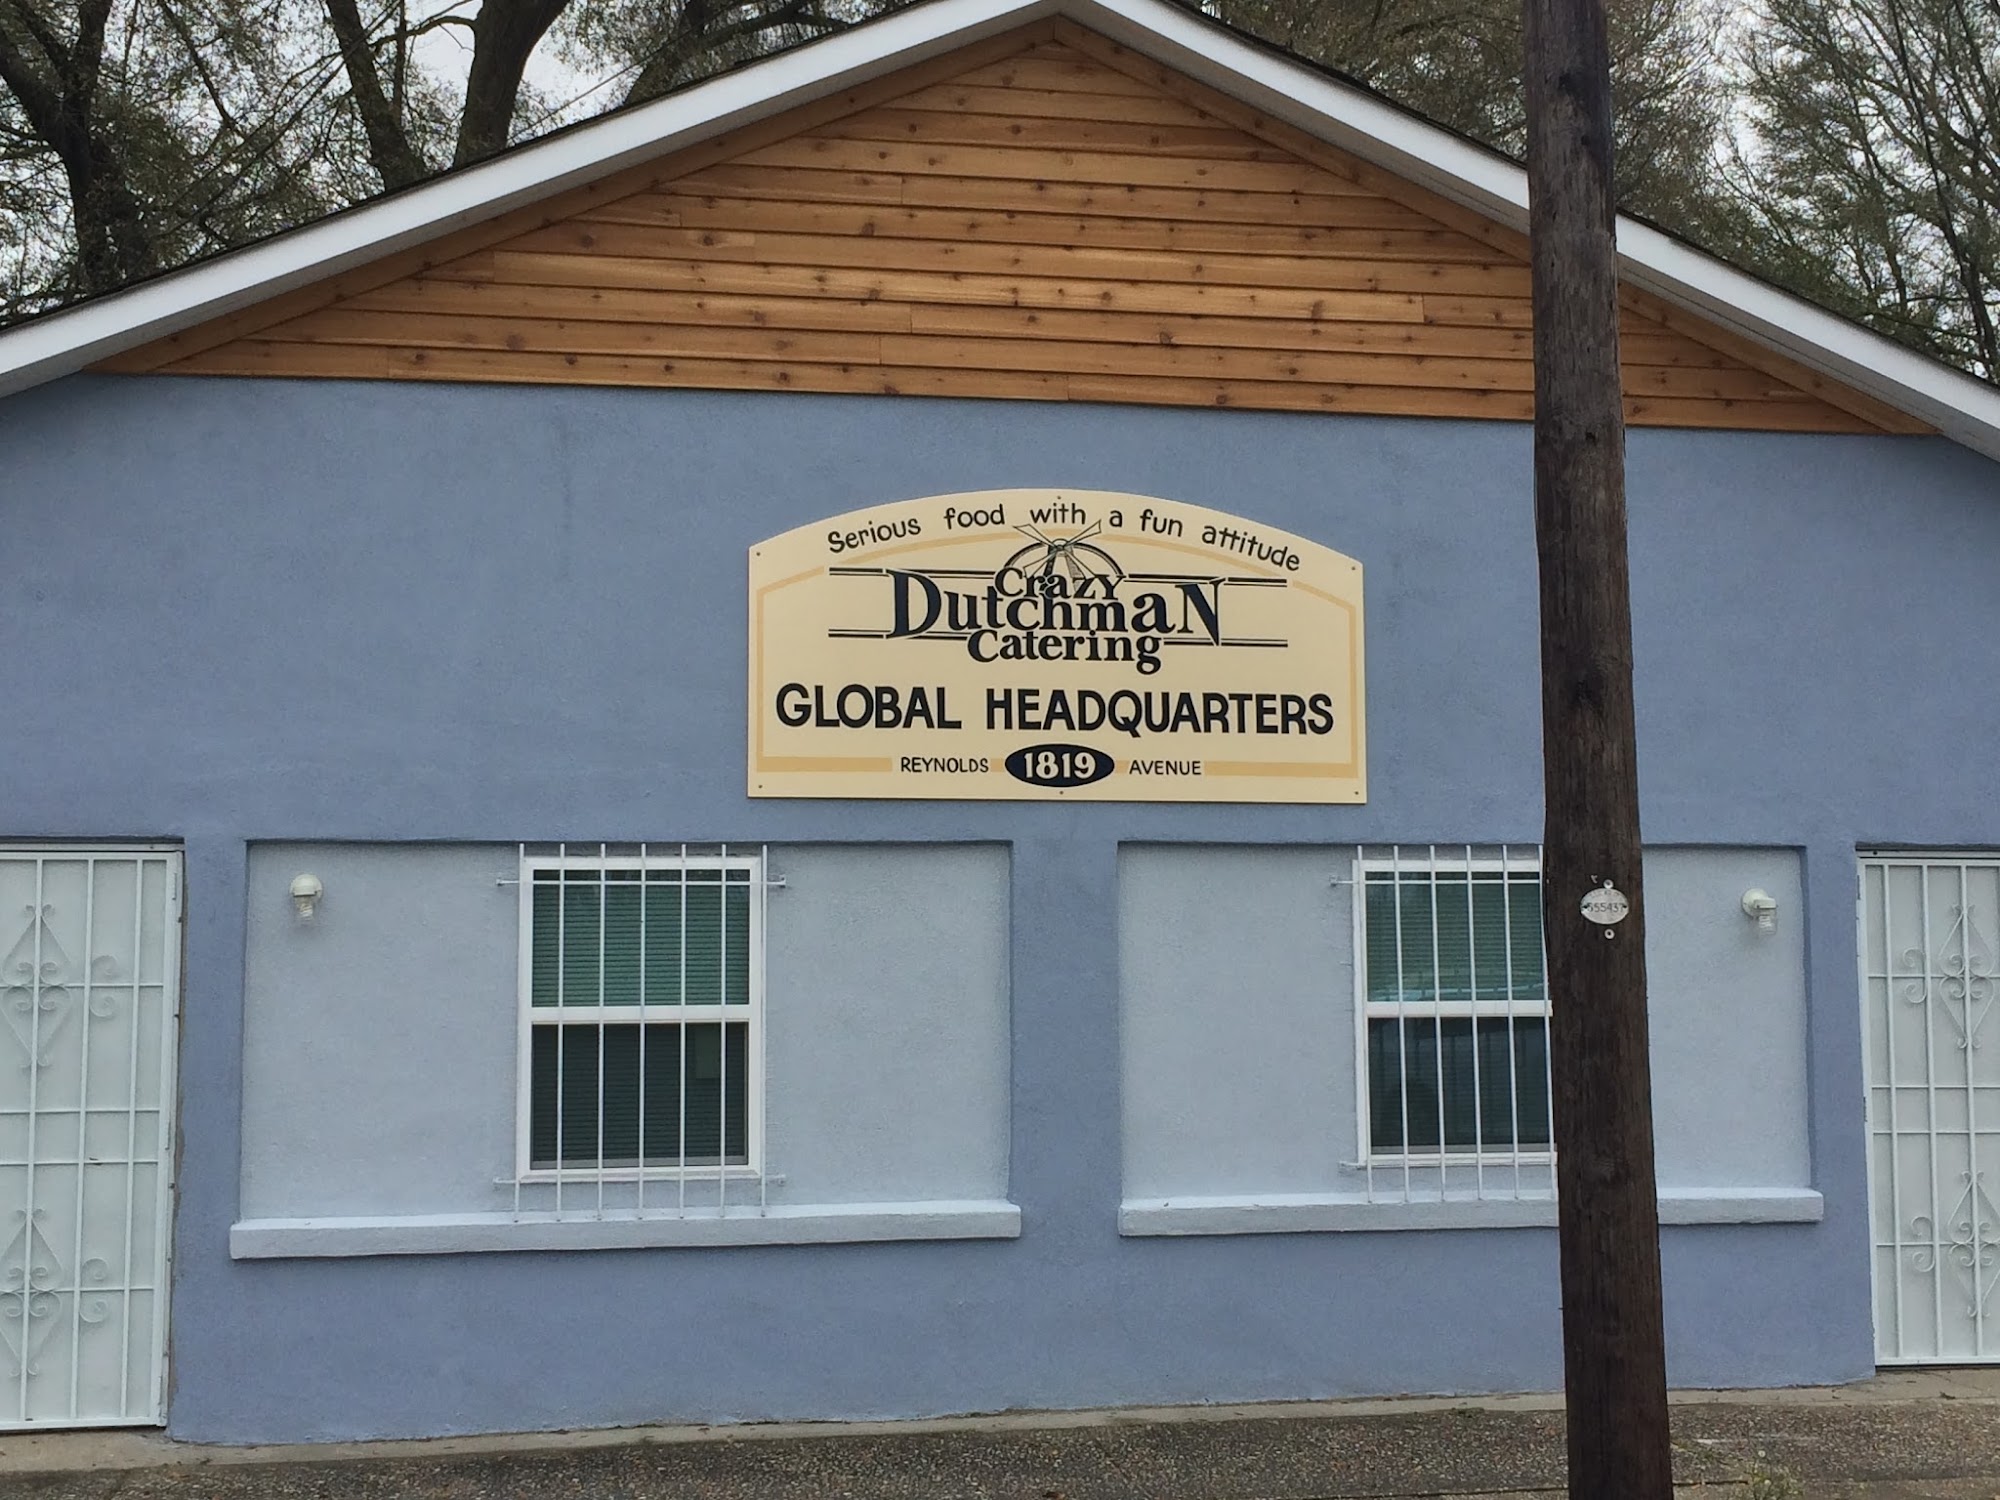 Serious food with a fun attitude
Crazy
Dutchman
Catering
GLOBAL HEADQUARTERS
REYNOLDS 1819 AVENUE